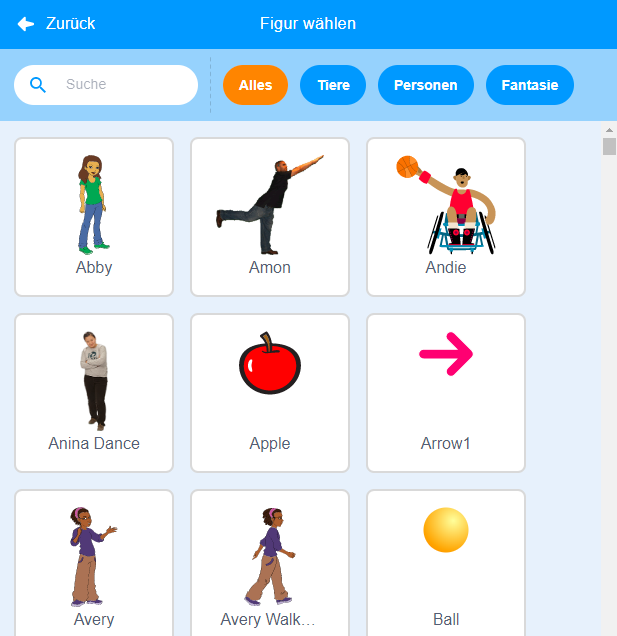 Zurück
Figur wählen
Suche
Alles
Tiere
Personen
Fantasie
Abby
Amon
Andie
Anina Dance
Apple
Arrow1
Avery
Avery Walk...
Ball